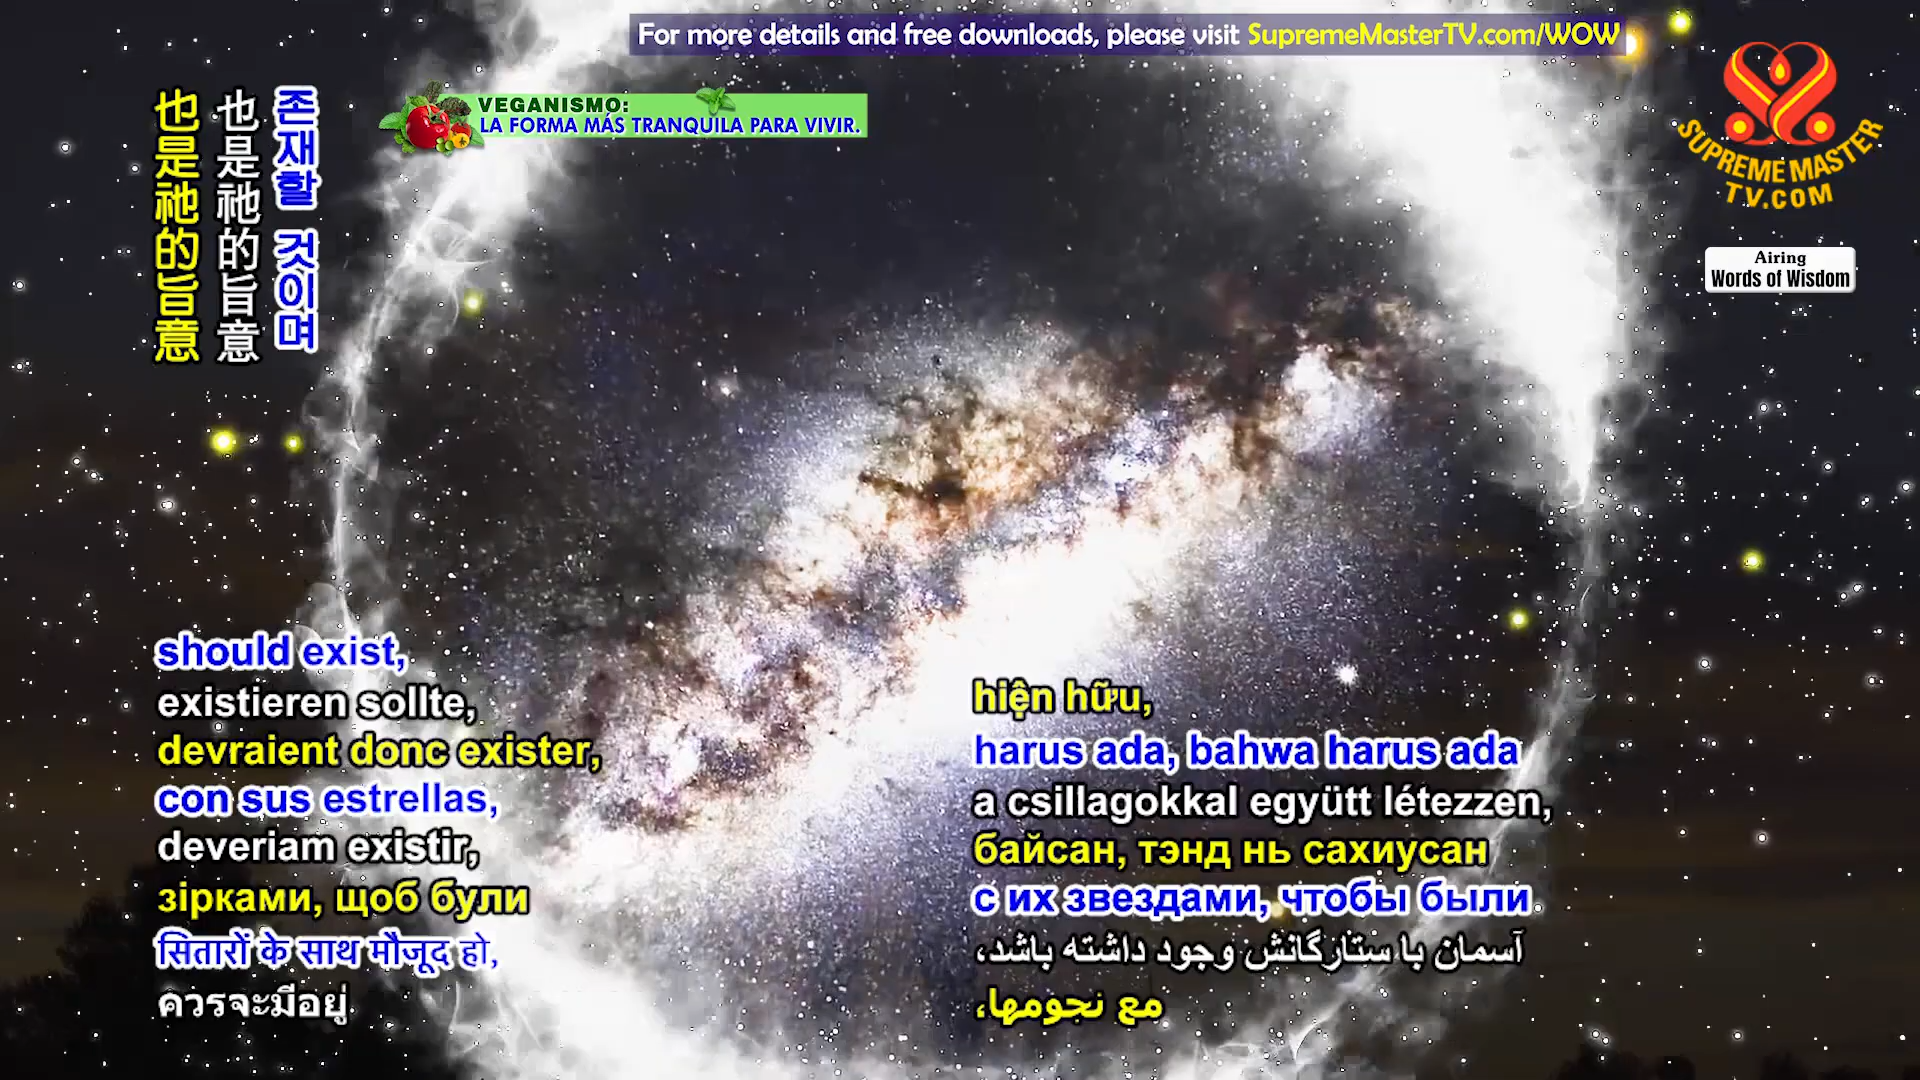 For more details and free downloads, please visit SupremeMasterTV.com/WOW
VEGANISMO:
LA FORMA MÁS TRANQUILA PARA VIVIR.
SUPREME MASTER
TV.COM
Airing
Words of Wisdom
존재할 것이며
也是祂的旨意
也是祂的旨意
should exist,
existieren sollte,
devraient donc exister,
con sus estrellas,
deveriam existir,
зірками, щоб були
सितारों के साथ मौजूद हो,
ควรจะมีอยู่
hiện hữu,
harus ada, bahwa harus ada
a csillagokkal együtt létezzen,
байсан, тэнд нь сахиусан
с их звездами, чтобы были
آسمان با ستارگانش وجود داشته باشد،
مع نجومها،